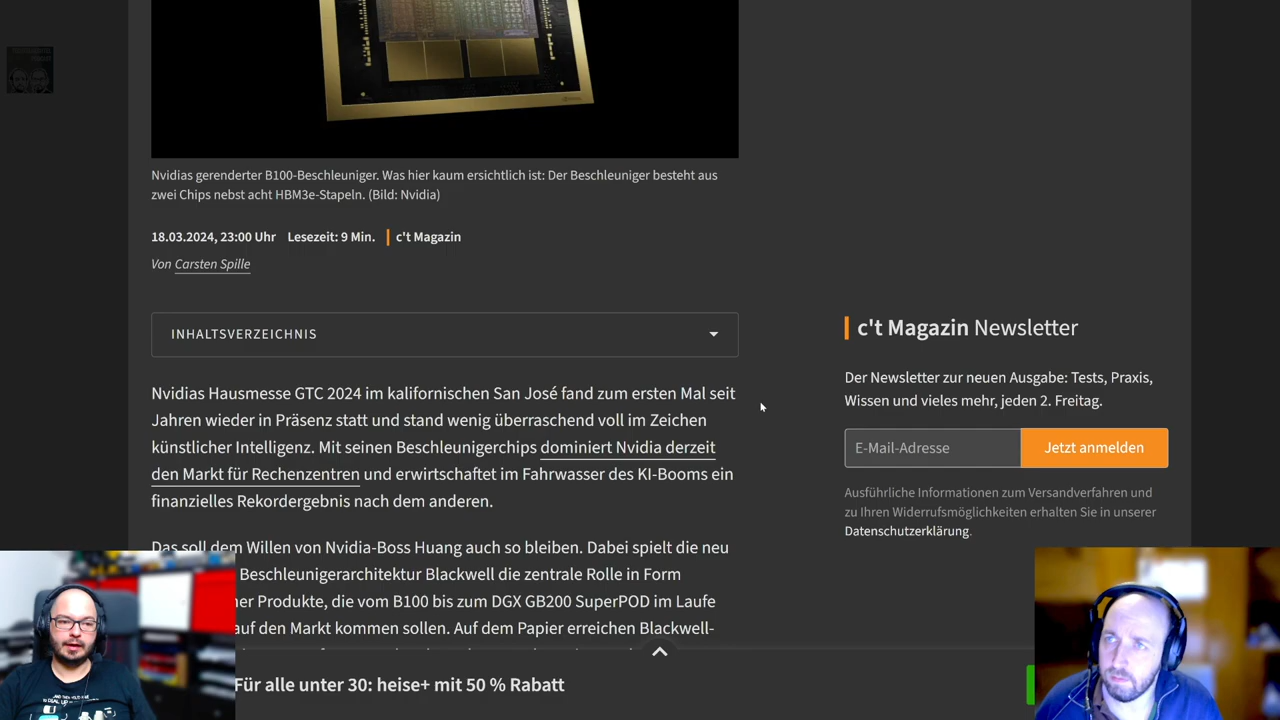 Nvidias gerenderter B100-Beschleuniger. Was hier kaum ersichtlich ist: Der Beschleuniger besteht aus
zwei Chips nebst acht HBM3e-Stapeln. (Bild: Nvidia)
18.03.2024, 23:00 Uhr Lesezeit: 9 Min. c't Magazin
Von Carsten Spille
INHALTSVERZEICHNIS
Nvidias Hausmesse GTC 2024 im kalifornischen San José fand zum ersten Mal seit
Jahren wieder in Präsenz statt und stand wenig überraschend voll im Zeichen
künstlicher Intelligenz. Mit seinen Beschleunigerchips dominiert Nvidia derzeit
den Markt für Rechenzentren und erwirtschaftet im Fahrwasser des KI-Booms ein
finanzielles Rekordergebnis nach dem anderen.
Das soll dem Willen von Nvidia-Boss Huang auch so bleiben. Dabei spielt die neu
Beschleunigerarchitektur Blackwell die zentrale Rolle in Form
er Produkte, die vom B100 bis zum DGX GB200 SuperPOD im Laufe
auf den Markt kommen sollen. Auf dem Papier erreichen Blackwell-
c't Magazin Newsletter
Der Newsletter zur neuen Ausgabe: Tests, Praxis,
Wissen und vieles mehr, jeden 2. Freitag.
E-Mail-Adresse Jetzt anmelden
Ausführliche Informationen zum Versandverfahren und
zu Ihren Widerrufsmöglichkeiten erhalten Sie in unserer
Datenschutzerklärung.
Für alle unter 30: heise+ mit 50 % Rabatt